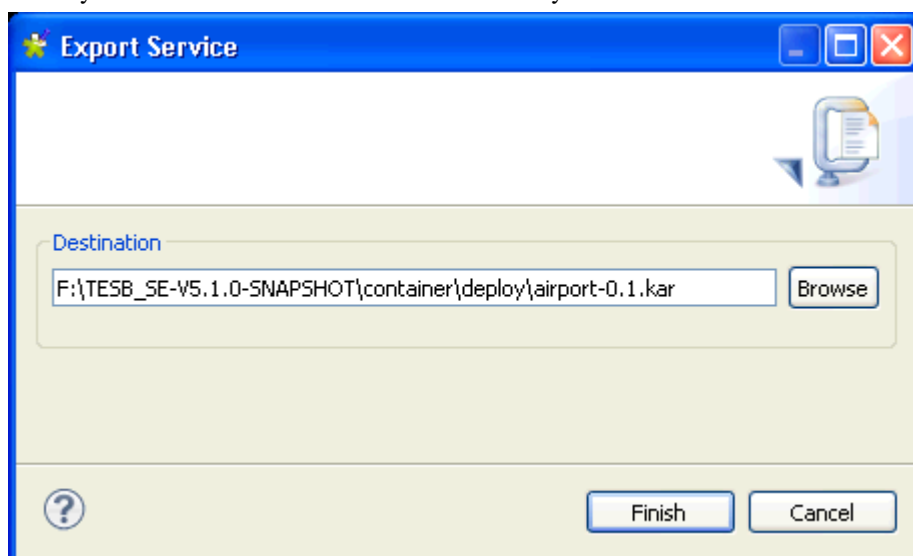 Export Service
Destination
F:\TESB_SE-V5.1.0-SNAPSHOT\container\deploy\airport-0.1.kar
Browse
?
Finish
Cancel